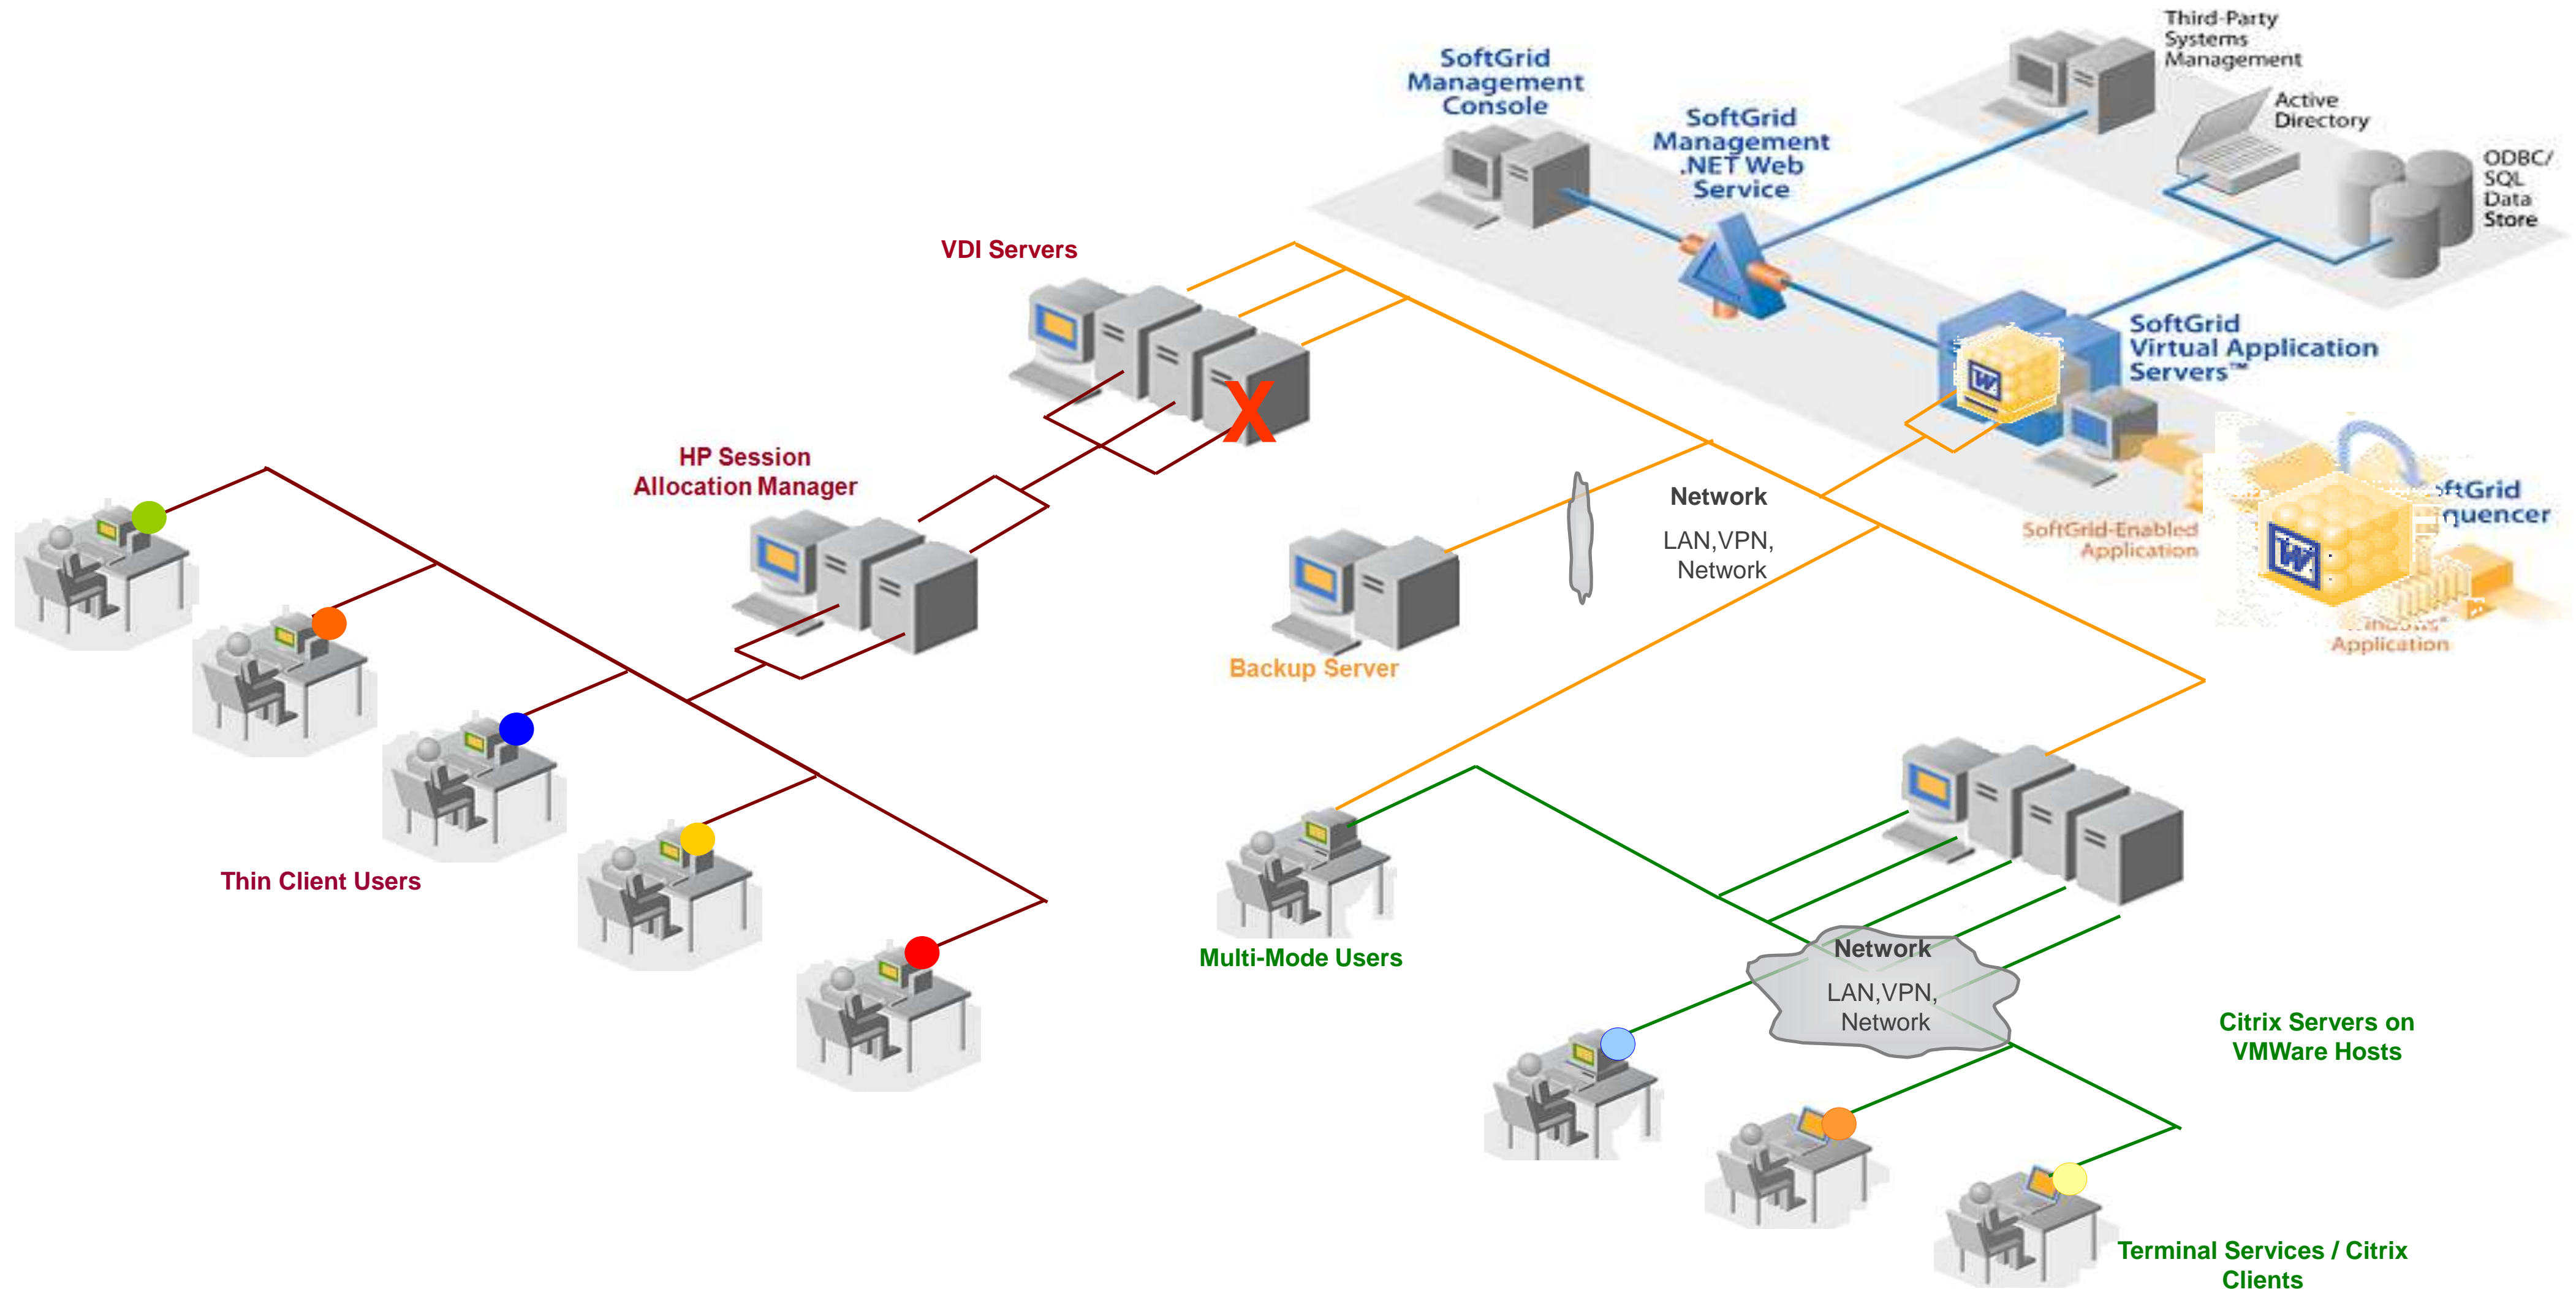 Third-Party
Systems
Management
SoftGrid
Management
Console
Active
Directory
SoftGrid
Management
.NET Web
Service
ODBC/
SQL
Data
Store
VDI Servers
SoftGrid
Virtual Application
Servers™
HP Session
Allocation Manager
Network
LAN,VPN,
Network
SoftGrid-Enabled
Application
Application
Backup Server
Thin Client Users
Multi-Mode Users
Network
LAN,VPN,
Network
Citrix Servers on
VMWare Hosts
Terminal Services / Citrix
Clients
X
W
W